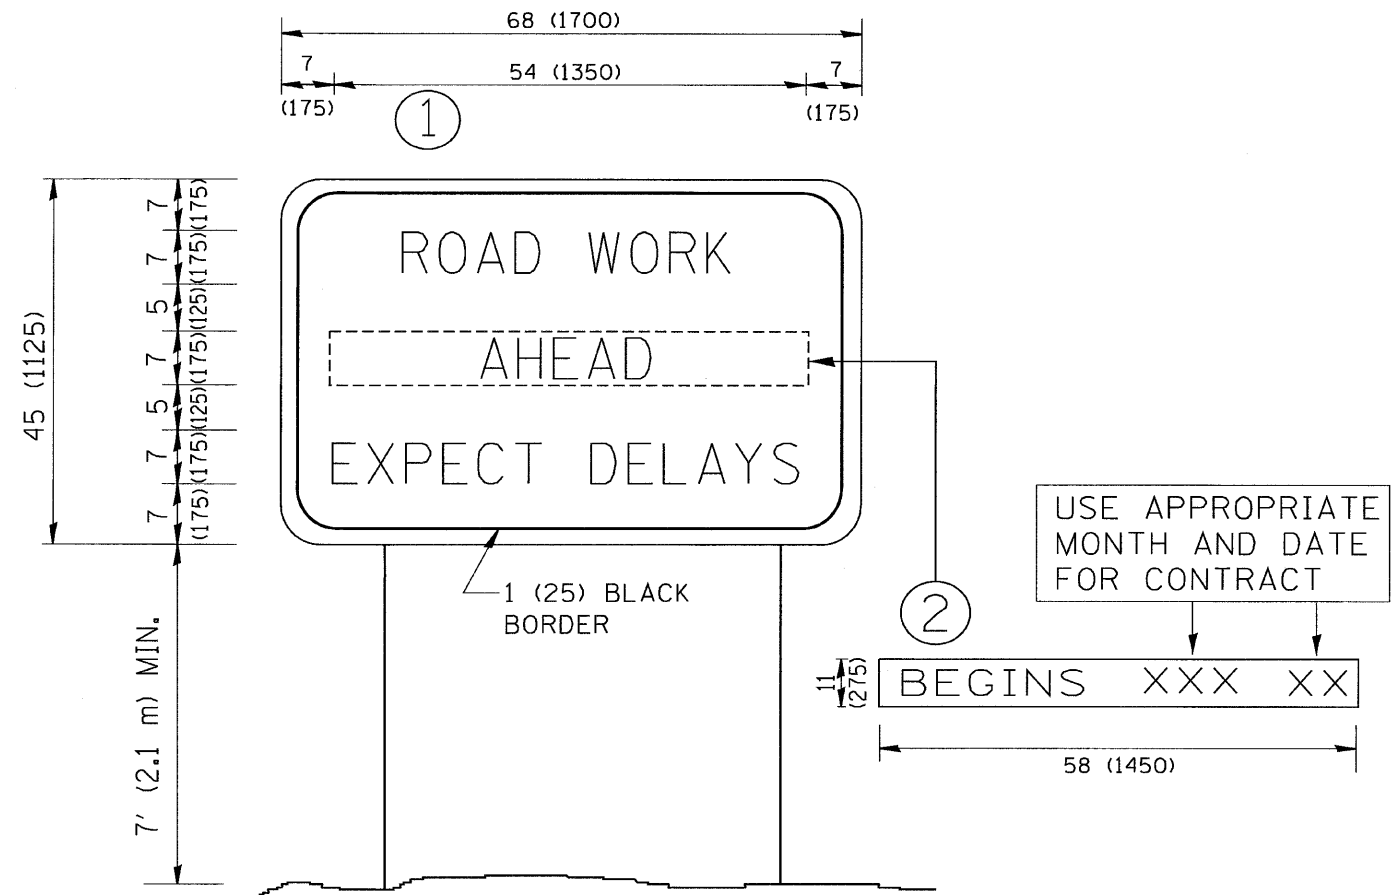 68 (1700)
7
54 (1350)
7
(175)
(175)
1
45 (1125)
7
(175)
7
(175)
5
(125)
7
(175)
5
(125)
7
(175)
7
(175)
ROAD WORK
AHEAD
EXPECT DELAYS
1 (25) BLACK
BORDER
7' (2.1 m) MIN.
2
USE APPROPRIATE
MONTH AND DATE
FOR CONTRACT
11
(275)
BEGINS XXX XX
58 (1450)